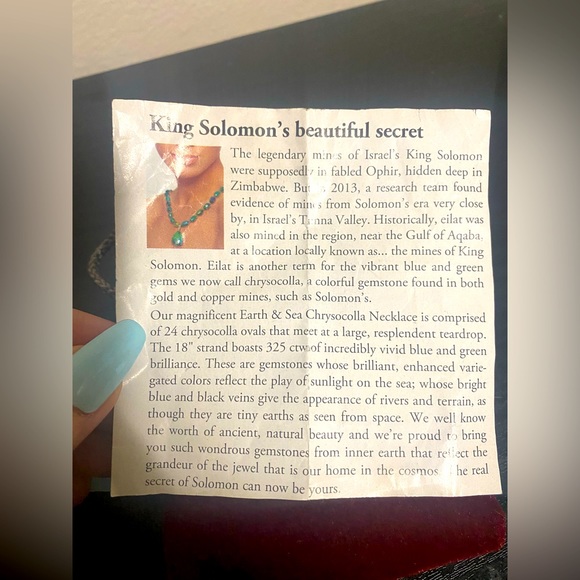 King Solomon's beautiful secret
The legendary mines of Israel's King Solomon
were supposedly in fabled Ophir, hidden deep in
Zimbabwe. But 2013, a research team found
evidence of mines from Solomon's era very close
by, in Israel's Valley. Historically, eilat was
also mined in the region, near the Gulf of Aqaba,
at a location locally known as... the mines of King
Solomon. Eilat is another term for the vibrant blue and green
gems we now call chrysocolla, a colorful gemstone found in both
gold and copper mines, such as Solomon's.
Our magnificent Earth & Sea Chrysocolla Necklace is comprised
of 24 chrysocolla ovals that meet at a large, resplendent teardrop.
The 18" strand boasts 325 ctw of incredibly vivid blue and green
brilliance. These are gemstones whose brilliant, enhanced varie-
gated colors reflect the play of sunlight on the sea; whose bright
blue and black veins give the appearance of rivers and terrain, as
though they are tiny earths as seen from space. We well know
the worth of ancient, natural beauty and we're proud to bring
you such wondrous gemstones from inner earth that reflect the
grandeur of the jewel that is our home in the cosmos. The real
secret of Solomon can now be yours.